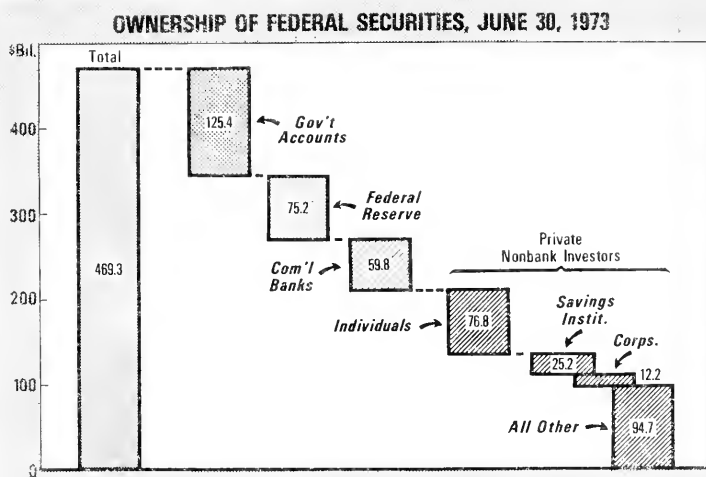 OWNERSHIP OF FEDERAL SECURITIES, JUNE 30, 1973
$Bil.
Total
400
125.4
Gov't
Accounts
300
75.2
Federal
Reserve
Private
Nonbank Investors
469.3
Com'l
Banks
59.8
200
Individuals
76.8
Savings
Instit.
Corps.
25.2
12.2
100
All Other
94.7
0